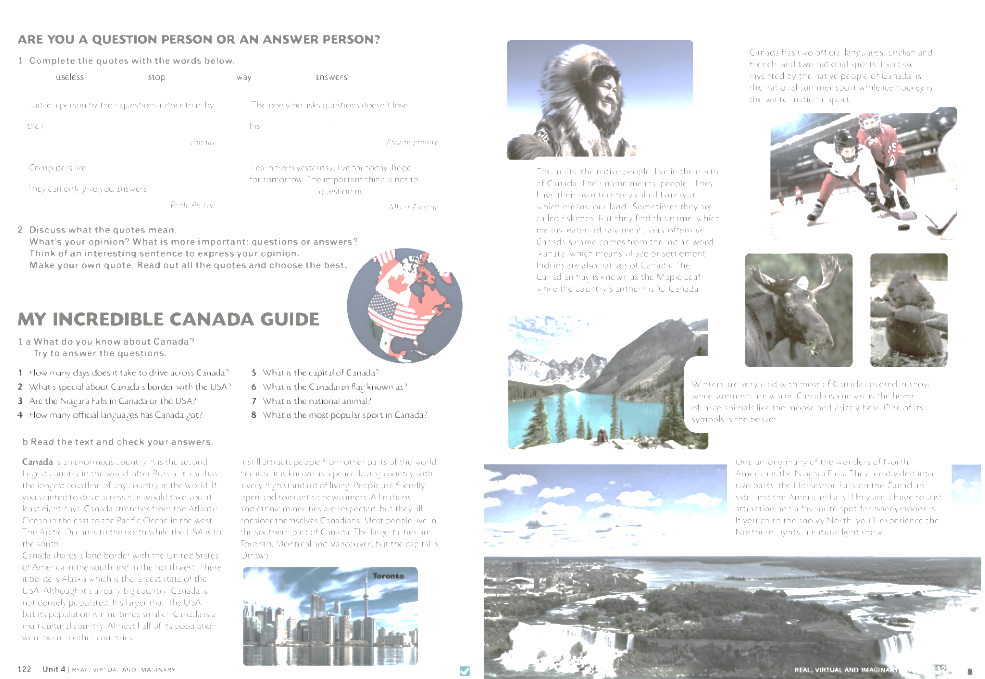 ARE YOU A QUESTION PERSON OR AN ANSWER PERSON?
1 Complete the quotes with the words below.
useless stop way answers
a person by their questions rather than by
their
The one who asks questions doesn't lose
his
Computers are
They can only give you answers.
Learn from yesterday, live for today, hope
for tomorrow. The important thing is not to
questioning.
2 Discuss what the quotes mean.
What's your opinion? What is more important: questions or answers?
Think of an interesting sentence to express your opinion.
Make your own quote. Read out all the quotes and choose the best.
MY INCREDIBLE CANADA GUIDE
1 a What do you know about Canada?
Try to answer the questions.
1 How many days does it take to drive across Canada?
2 What's special about Canada's border with the USA?
3 Are the Niagara Falls in Canada or the USA?
4 How many official languages has Canada got?
5 What is the capital of Canada?
6 What is the Canadian flag known as?
7 What is the national animal?
8 What is the most popular sport in Canada?
b Read the text and check your answers.
Canada is an enormous country. It is the second
largest country in the world after Russia. It also has
the longest coastline of any country in the world. If
you wanted to drive across it, it would take you at
least eight days. Canada stretches from the Atlantic
Ocean in the east to the Pacific Ocean in the west.
The Arctic Ocean is to the north while the USA is to
the south.
Canada shares a land border with the United States
of America in the south and in the northwest. There
it borders Alaska which is the largest state of the
USA. Although it's a really big country, Canada is
not densely populated. It is larger than the USA
but its population is nine times smaller. Canada is a
multicultural country. Almost half of its population
were born in other countries.
It still attracts people from other parts of the world
because it is known as a peace-loving country with
a very high standard of living. People are friendly,
open and tolerant to newcomers. All nations
and ethnic minorities are respected, but they all
consider themselves Canadians. Most people live in
the southern part of Canada. The largest cities are
Toronto, Montreal and Vancouver, but the capital is
Ottawa.
Toronto
122 Unit 4 | REAL, VIRTUAL AND IMAGINARY
Canada has two official languages, English and
French, and two national sports. Lacrosse
invented by the native people of Canada is
the national summer sport while ice hockey is
the winter national sport.
The Inuits, the native people, live in the north
of Canada. Their name means 'people'. They
have their own territory called Nunavut
which means 'our land'. Sometimes they are
called Eskimos. But they find this name, which
means 'eaters of raw meat', very offensive.
Canada's name comes from the Indian word
'kanata' which means village or settlement.
Indians are also natives of Canada. The
Canadian flag is known as the Maple Leaf
while the country's anthem is 'O Canada'.
Winters are very cold with most of Canada covered in snow
while summers are warm. Canada is known as the home
of large animals like the moose and grizzly bear. One of its
symbols is the beaver.
One among many of the wonders of North
America is the Niagara Falls. They are divided into
two parts: the Horseshoe Falls on the Canadian
side and the American Falls. They are a huge tourist
attraction and a favourite spot for honeymooners.
If you go to the snowy North, you'll experience the
Northern Lights, a natural light show.
REAL, VIRTUAL AND IMAGINARY